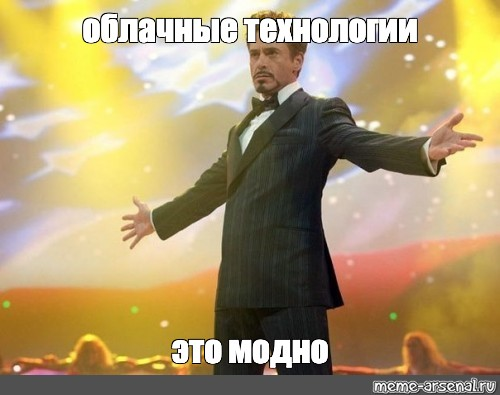 облачные технологии
это модно
meme-arsenal.ru